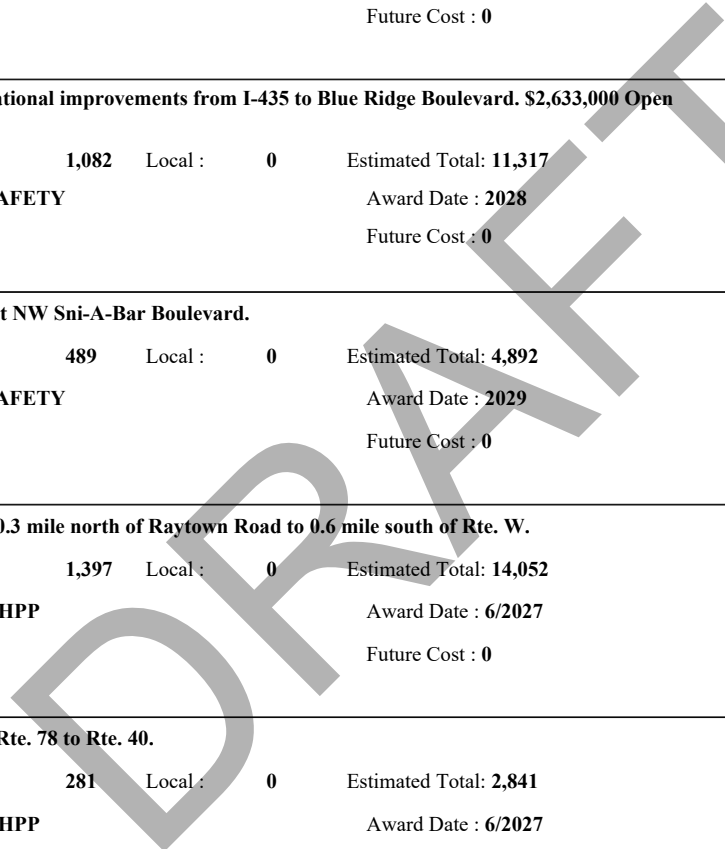 Future Cost : 0
ational improvements from I-435 to Blue Ridge Boulevard. $2,633,000 Open
1,082 Local : 0 Estimated Total: 11,317
AFETY Award Date : 2028
Future Cost : 0
t NW Sni-A-Bar Boulevard.
489 Local : 0 Estimated Total: 4,892
AFETY Award Date : 2029
Future Cost : 0
0.3 mile north of Raytown Road to 0.6 mile south of Rte. W.
1,397 Local : 0 Estimated Total: 14,052
HPP Award Date : 6/2027
Future Cost : 0
Rte. 78 to Rte. 40.
281 Local : 0 Estimated Total: 2,841
HPP Award Date : 6/2027
DRAFT